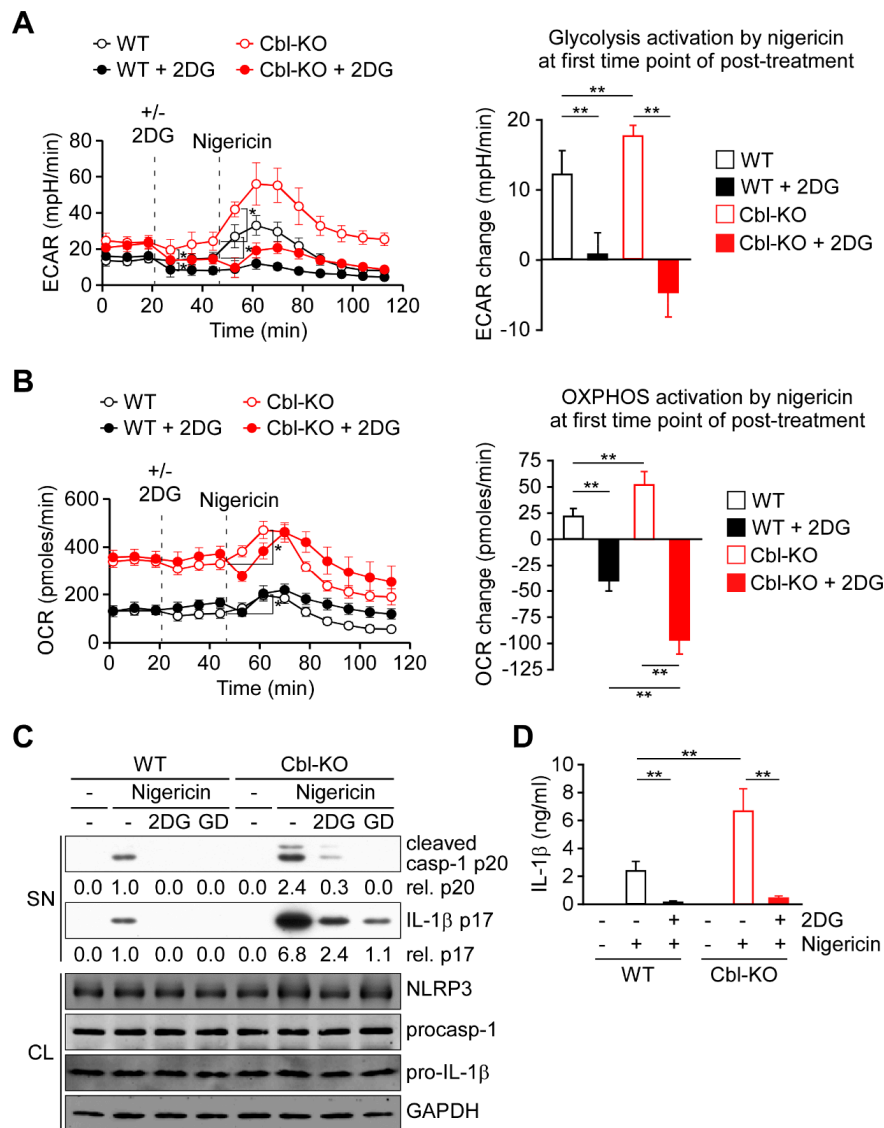 A
WT
Cbl-KO
WT + 2DG
Cbl-KO + 2DG
+/-
2DG
Nigericin
ECAR (mpH/min)
80
60
40
20
0
*
*
*
0 20 40 60 80 100 120
Time (min)
Glycolysis activation by nigericin
at first time point of post-treatment
ECAR change (mpH/min)
20
10
0
-10
**
**
**
WT
WT + 2DG
Cbl-KO
Cbl-KO + 2DG
B
WT
Cbl-KO
WT + 2DG
Cbl-KO + 2DG
+/-
2DG
Nigericin
OCR (pmoles/min)
600
400
200
0
*
*
0 20 40 60 80 100 120
Time (min)
OXPHOS activation by nigericin
at first time point of post-treatment
OCR change (pmoles/min)
75
50
25
0
-25
-50
-75
-100
-125
**
**
**
**
WT
WT + 2DG
Cbl-KO
Cbl-KO + 2DG
C
WT Cbl-KO
- Nigericin - Nigericin
- - 2DG GD - - 2DG GD
SN
cleaved
casp-1 p20
0.0 1.0 0.0 0.0 0.0 2.4 0.3 0.0 rel. p20
IL-1β p17
0.0 1.0 0.0 0.0 0.0 6.8 2.4 1.1 rel. p17
CL
NLRP3
procasp-1
pro-IL-1β
GAPDH
D
IL-1β (ng/ml)
10
8
6
4
2
0
**
**
**
- - + - - + 2DG
- + + - + + Nigericin
WT Cbl-KO